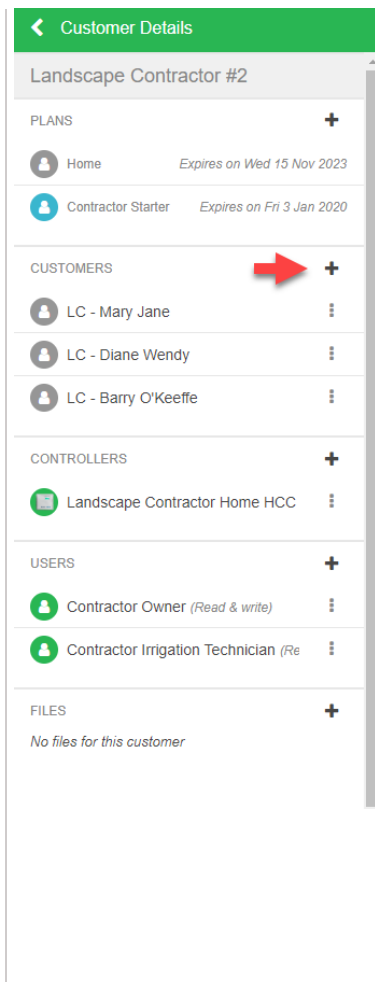 Customer Details
Landscape Contractor #2
PLANS
Home Expires on Wed 15 Nov 2023
Contractor Starter Expires on Fri 3 Jan 2020
CUSTOMERS
LC - Mary Jane
LC - Diane Wendy
LC - Barry O'Keeffe
CONTROLLERS
Landscape Contractor Home HCC
USERS
Contractor Owner (Read & write)
Contractor Irrigation Technician (Re
FILES
No files for this customer